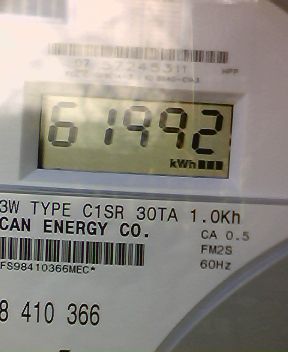 61992
kWh
3W TYPE C1SR 30TA 1.0Kh
CAN ENERGY CO.
CA 0.5
FM2S
60Hz
FS98410366MEC*
8 410 366